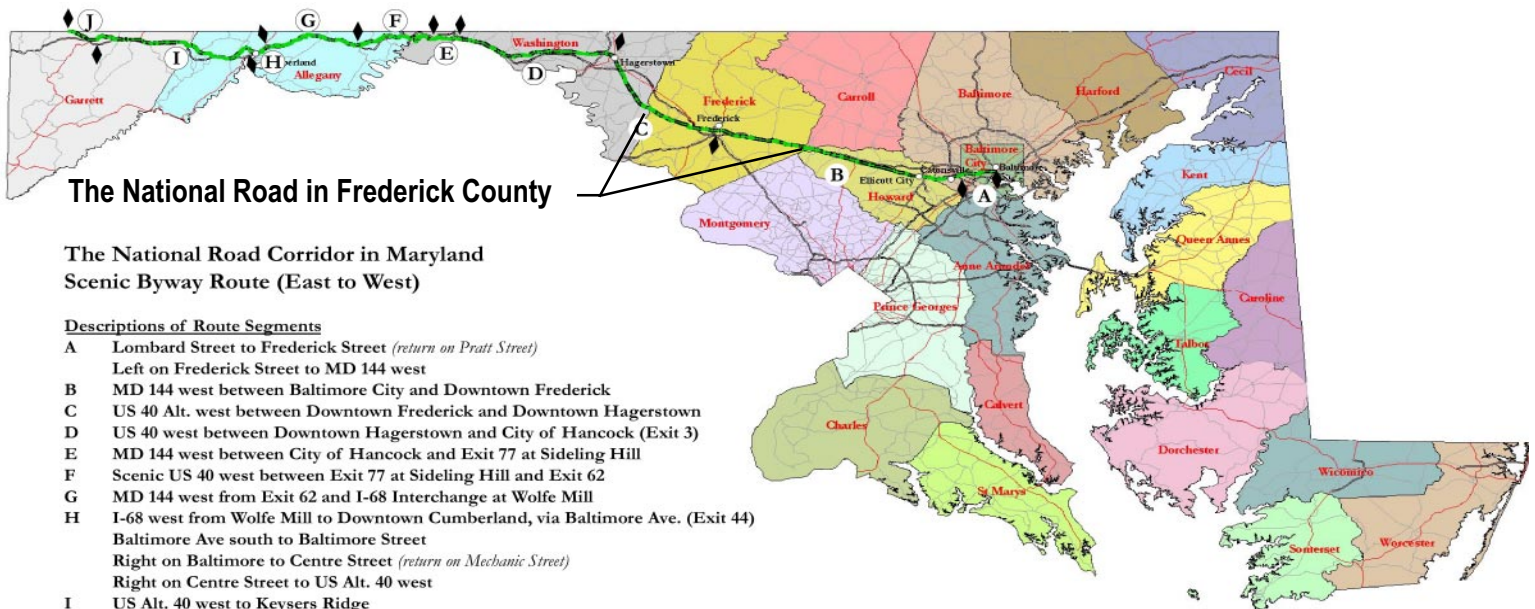 J
G
F
I
H
E
D
Washington
Hagerstown
Allegany
Garrett
Frederick
Frederick
C
Carroll
Baltimore
Harford
Cecil
Baltimore
City
Baltimore
Catonsville
Ellicott City
Howard
B
A
Kent
The National Road in Frederick County
Montgomery
Queen Annes
Anne Arundel
Prince Georges
Caroline
Talbot
The National Road Corridor in Maryland
Scenic Byway Route (East to West)
Descriptions of Route Segments
A Lombard Street to Frederick Street (return on Pratt Street)
Left on Frederick Street to MD 144 west
B MD 144 west between Baltimore City and Downtown Frederick
C US 40 Alt. west between Downtown Frederick and Downtown Hagerstown
D US 40 west between Downtown Hagerstown and City of Hancock (Exit 3)
E MD 144 west between City of Hancock and Exit 77 at Sideling Hill
F Scenic US 40 west between Exit 77 at Sideling Hill and Exit 62
G MD 144 west from Exit 62 and I-68 Interchange at Wolfe Mill
H I-68 west from Wolfe Mill to Downtown Cumberland, via Baltimore Ave. (Exit 44)
Baltimore Ave south to Baltimore Street
Right on Baltimore to Centre Street (return on Mechanic Street)
Right on Centre Street to US Alt. 40 west
I US Alt. 40 west to Keysers Ridge
Calvert
Charles
St Marys
Dorchester
Wicomico
Somerset
Worcester